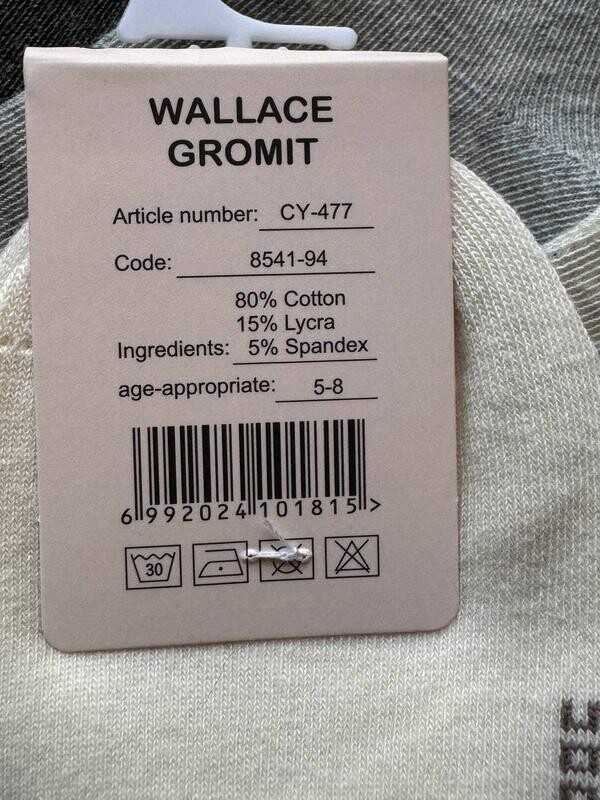 WALLACE
GROMIT
Article number: CY-477
Code: 8541-94
80% Cotton
15% Lycra
Ingredients: 5% Spandex
age-appropriate: 5-8
6 992024 101815 >
30